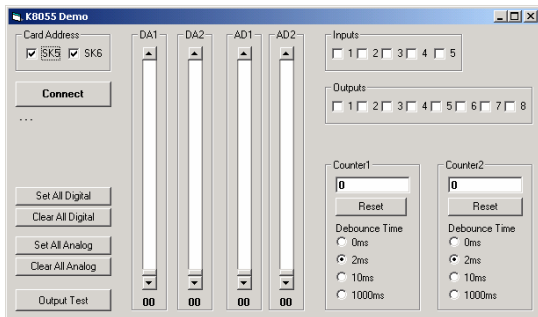 K8055 Demo
Card Address
SK5 SK6
Connect
...
Set All Digital
Clear All Digital
Set All Analog
Clear All Analog
Output Test
DA1
00
DA2
00
AD1
00
AD2
00
Inputs
1 2 3 4 5
Outputs
1 2 3 4 5 6 7 8
Counter1
0
Reset
Debounce Time
0ms
2ms
10ms
1000ms
Counter2
0
Reset
Debounce Time
0ms
2ms
10ms
1000ms